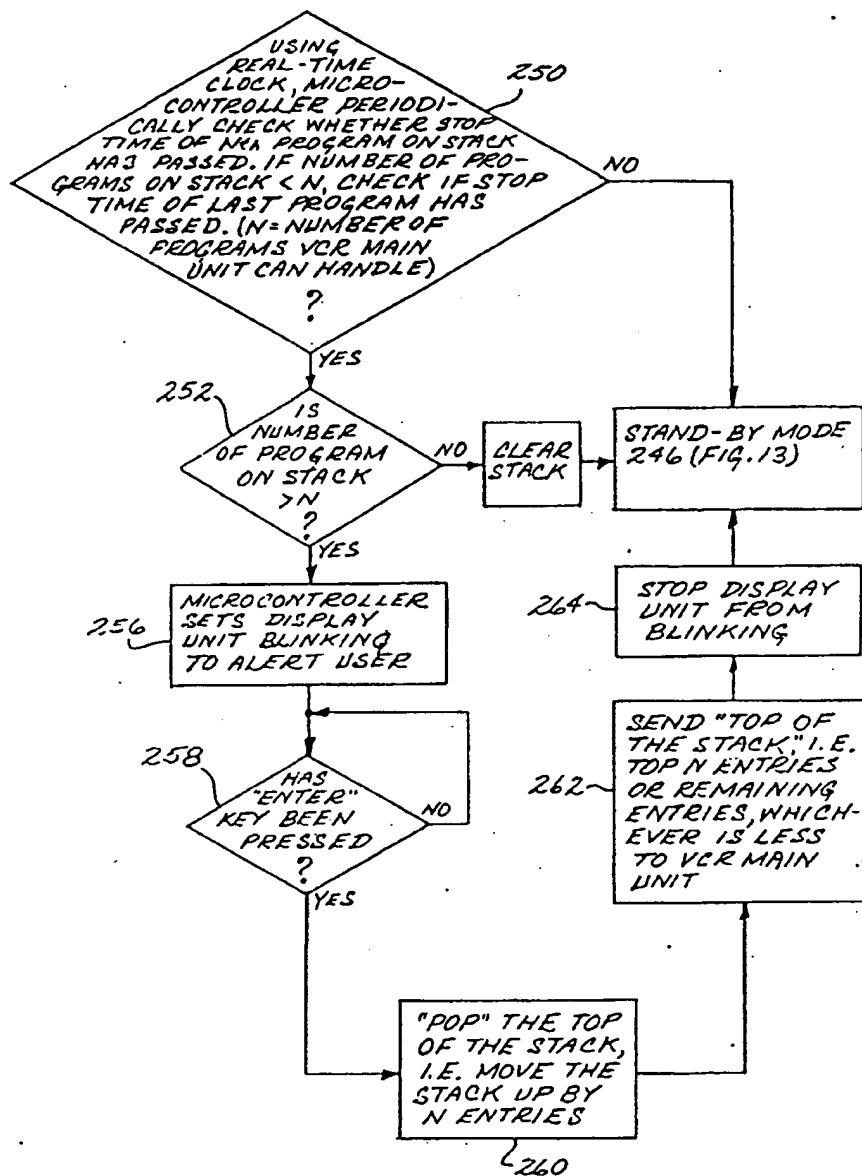 USING
REAL-TIME
CLOCK, MICRO-
CONTROLLER PERIODI-
CALLY CHECK WHETHER STOP
TIME OF Nth PROGRAM ON STACK
HAS PASSED. IF NUMBER OF PRO-
GRAMS ON STACK < N, CHECK IF STOP
TIME OF LAST PROGRAM HAS
PASSED. (N = NUMBER OF
PROGRAMS VCR MAIN
UNIT CAN HANDLE)
?
250
NO
YES
252
IS
NUMBER
OF PROGRAM
ON STACK
>N
?
NO
CLEAR
STACK
STAND-BY MODE
246 (FIG. 13)
YES
256
MICROCONTROLLER
SETS DISPLAY
UNIT BLINKING
TO ALERT USER
264
STOP DISPLAY
UNIT FROM
BLINKING
258
HAS
"ENTER"
KEY BEEN
PRESSED
?
NO
YES
262
SEND "TOP OF
THE STACK," I.E.
TOP N ENTRIES
OR REMAINING
ENTRIES, WHICH-
EVER IS LESS
TO VCR MAIN
UNIT
"POP" THE TOP
OF THE STACK,
I.E. MOVE THE
STACK UP BY
N ENTRIES
260